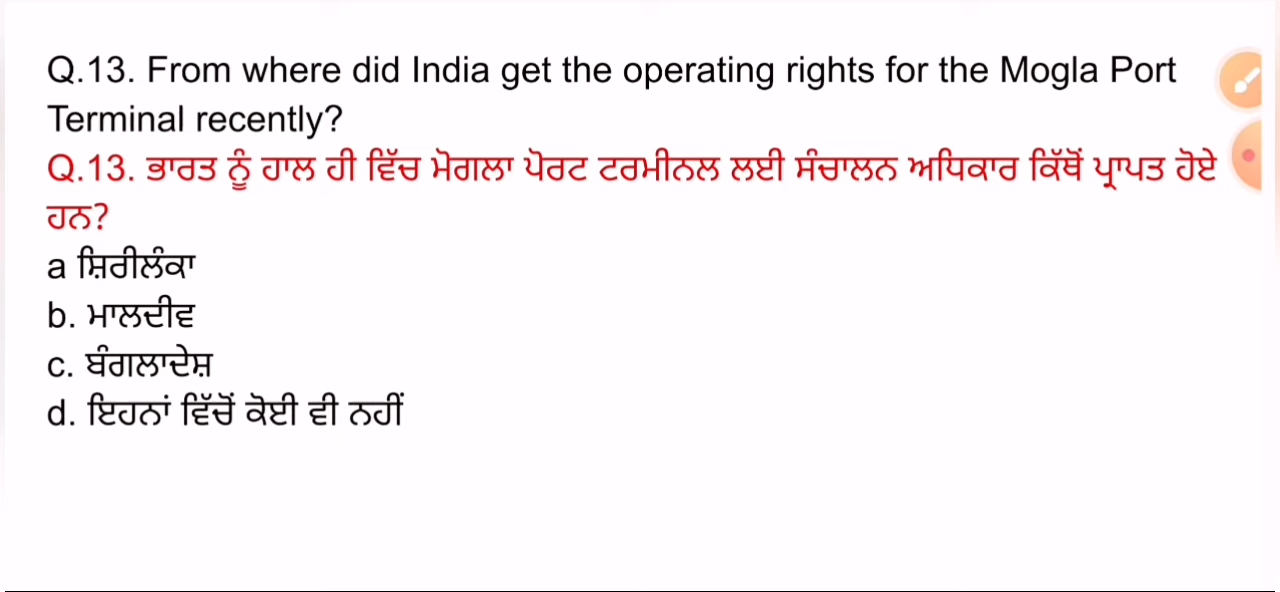 Q.13. From where did India get the operating rights for the Mogla Port
Terminal recently?
Q.13. ਭਾਰਤ ਨੂੰ ਹਾਲ ਹੀ ਵਿੱਚ ਮੋਗਲਾ ਪੋਰਟ ਟਰਮੀਨਲ ਲਈ ਸੰਚਾਲਨ ਅਧਿਕਾਰ ਕਿੱਥੋਂ ਪ੍ਰਾਪਤ ਹੋਏ
ਹਨ?
a ਸ਼ਿਰੀਲੰਕਾ
b. ਮਾਲਦੀਵ
c. ਬੰਗਲਾਦੇਸ਼
d. ਇਹਨਾਂ ਵਿੱਚੋਂ ਕੋਈ ਵੀ ਨਹੀਂ